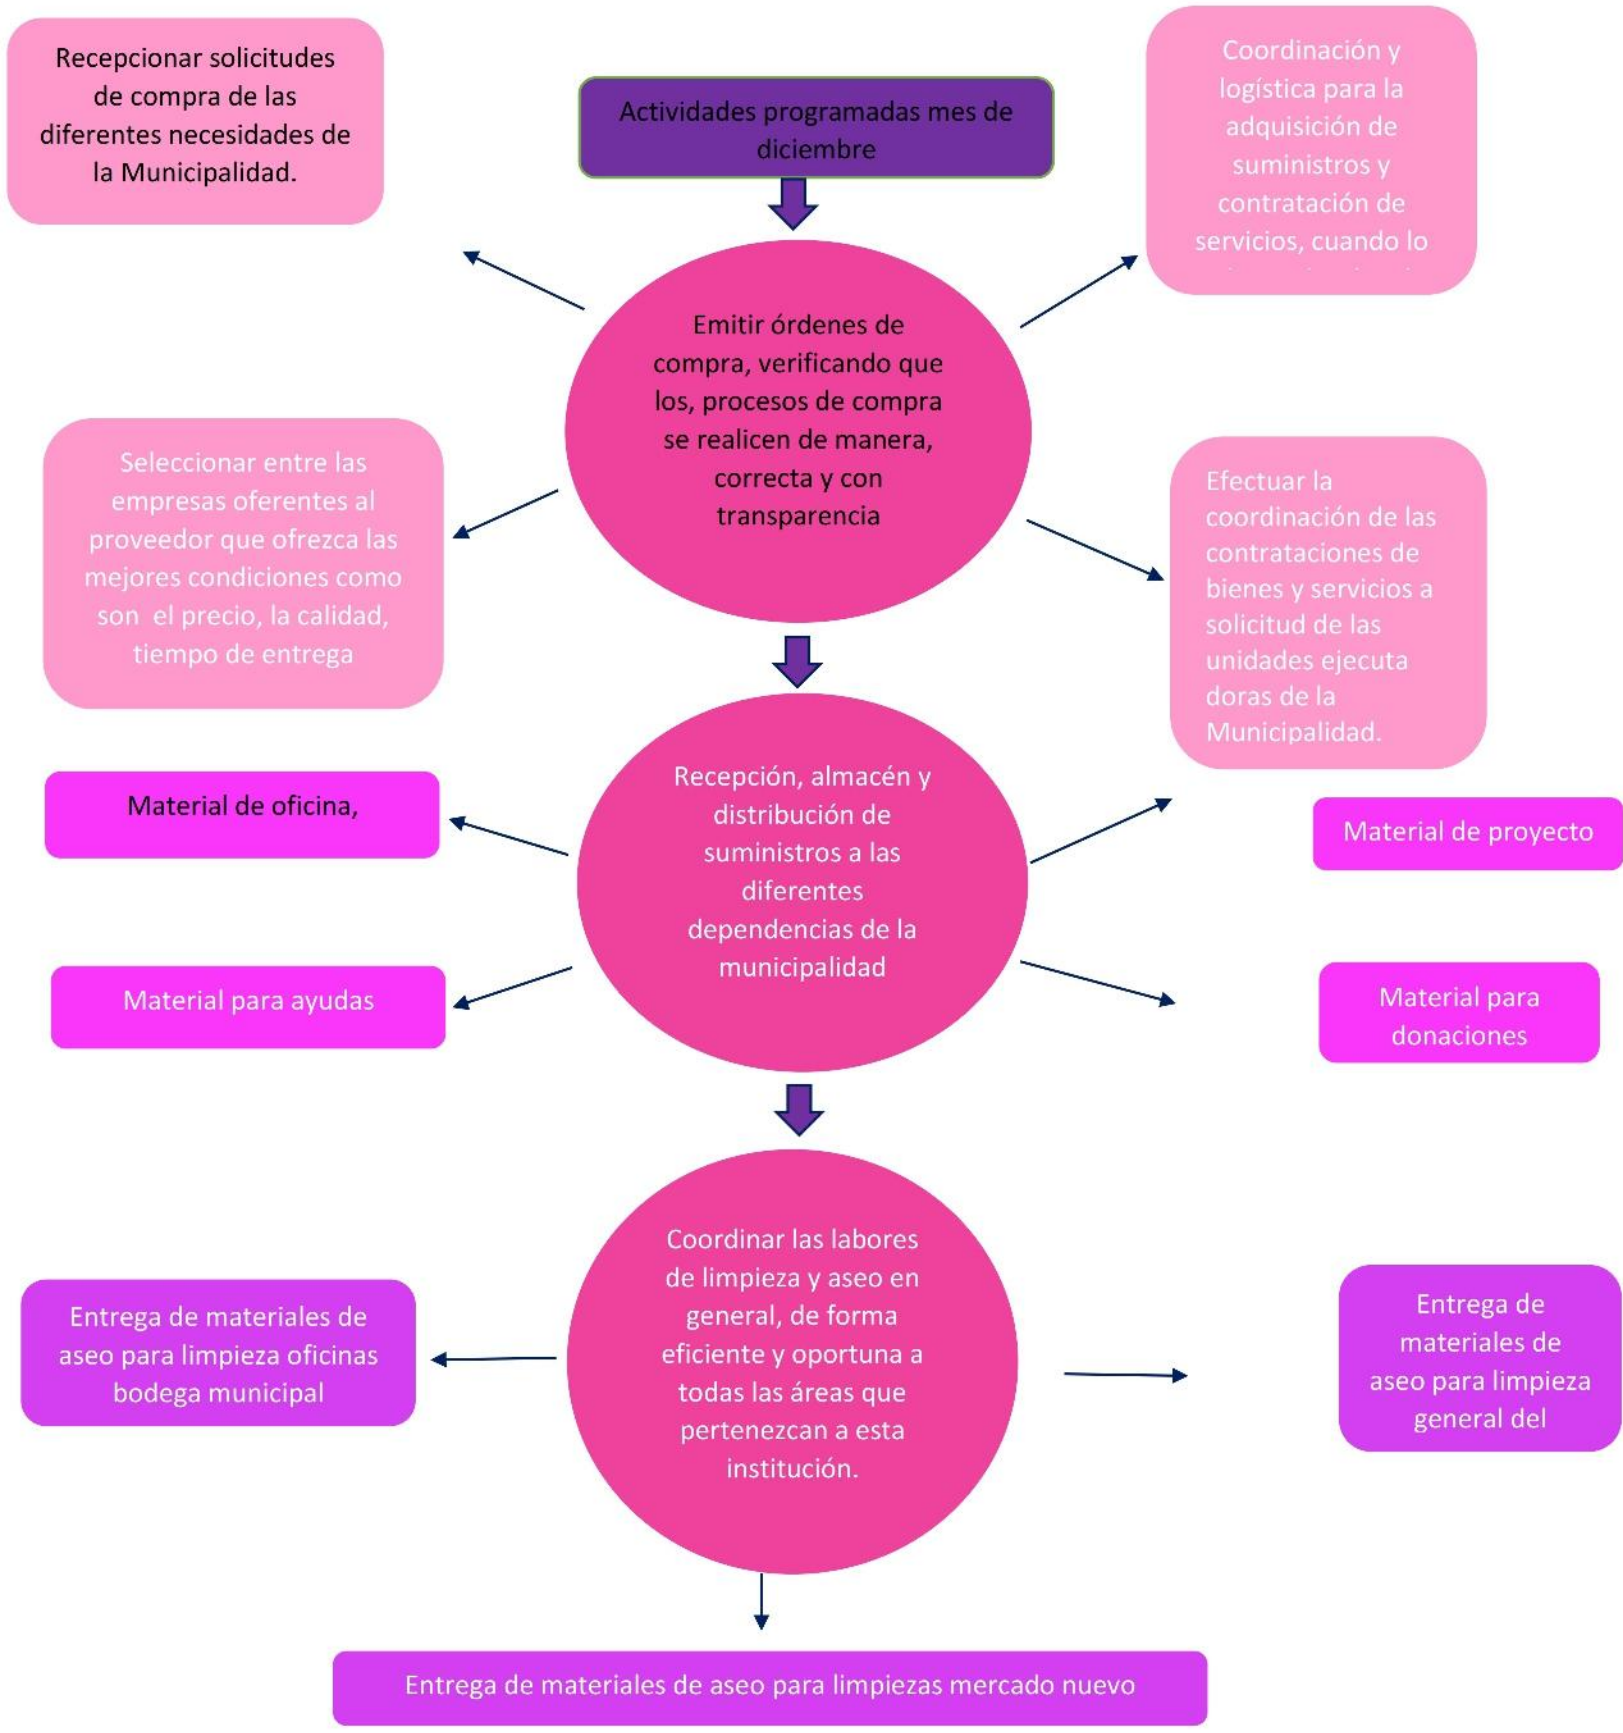 Recepcionar solicitudes
de compra de las
diferentes necesidades de
la Municipalidad.
Actividades programadas mes de
diciembre
Coordinación y
logística para la
adquisición de
suministros y
contratación de
servicios, cuando lo
Emitir órdenes de
compra, verificando que
los, procesos de compra
se realicen de manera,
correcta y con
transparencia
Seleccionar entre las
empresas oferentes al
proveedor que ofrezca las
mejores condiciones como
son el precio, la calidad,
tiempo de entrega
Efectuar la
coordinación de las
contrataciones de
bienes y servicios a
solicitud de las
unidades ejecuta
doras de la
Municipalidad.
Recepción, almacén y
distribución de
suministros a las
diferentes
dependencias de la
municipalidad
Material de oficina,
Material de proyecto
Material para ayudas
Material para
donaciones
Coordinar las labores
de limpieza y aseo en
general, de forma
eficiente y oportuna a
todas las áreas que
pertenezcan a esta
institución.
Entrega de materiales de
aseo para limpieza oficinas
bodega municipal
Entrega de
materiales de
aseo para limpieza
general del
Entrega de materiales de aseo para limpiezas mercado nuevo